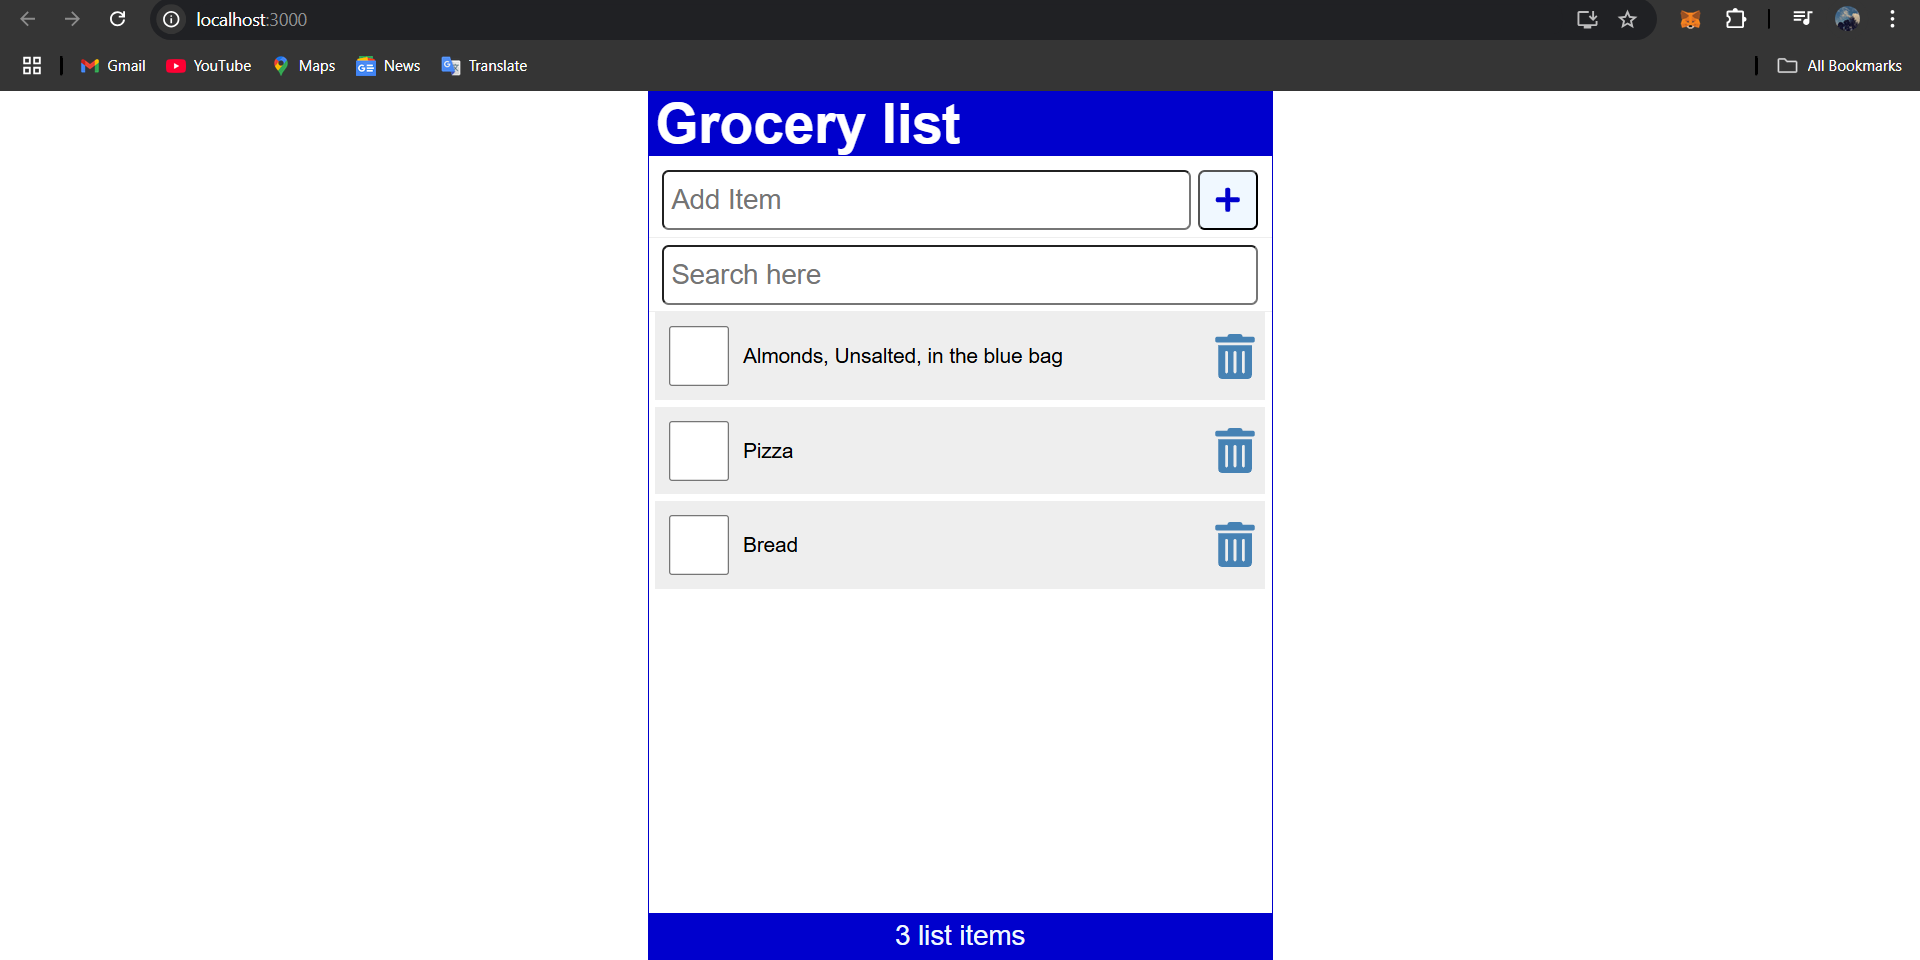 localhost:3000
Gmail YouTube Maps News Translate All Bookmarks
Grocery list
Add Item
Search here
Almonds, Unsalted, in the blue bag
Pizza
Bread
3 list items